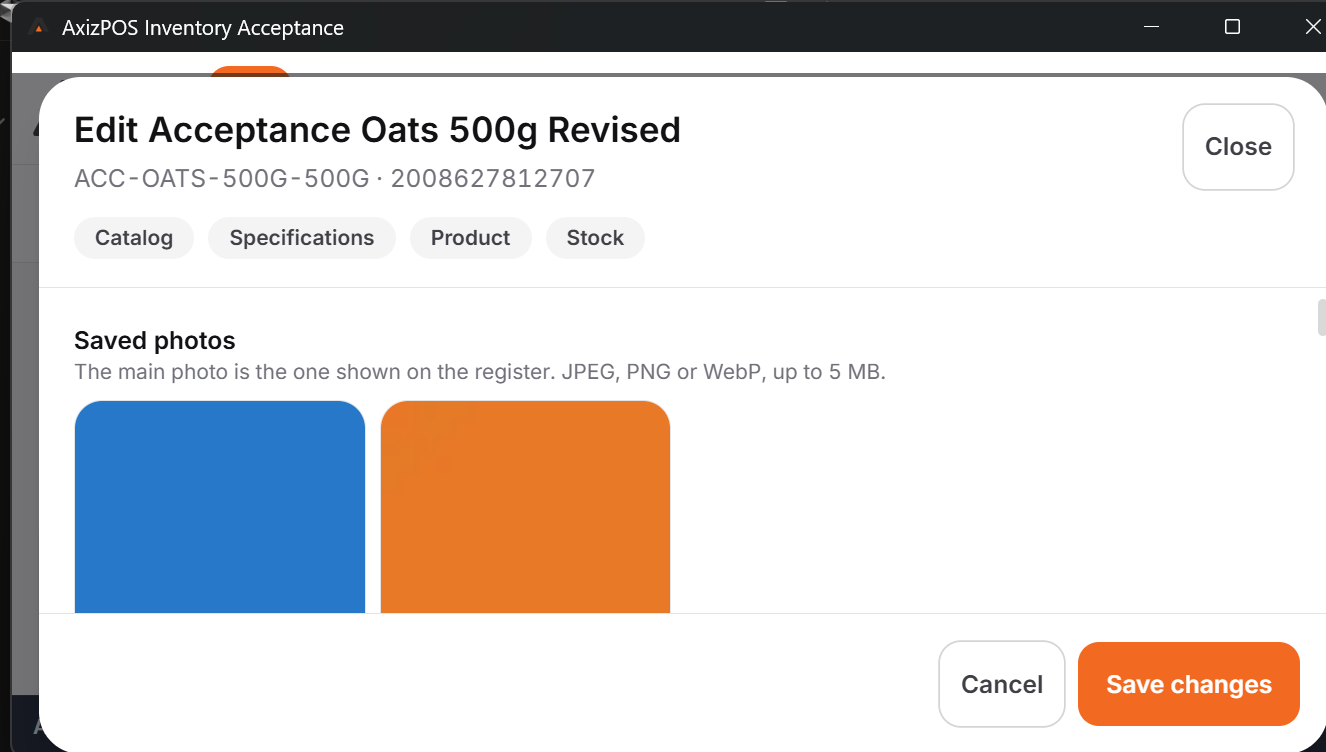 AxizPOS Inventory Acceptance
Edit Acceptance Oats 500g Revised
Close
ACC-OATS-500G-500G · 2008627812707
Catalog
Specifications
Product
Stock
Saved photos
The main photo is the one shown on the register. JPEG, PNG or WebP, up to 5 MB.
Cancel
Save changes